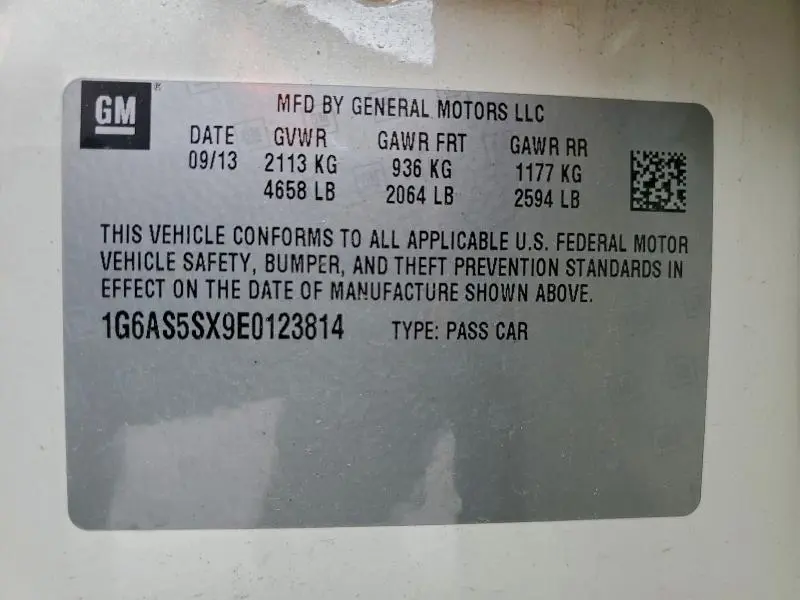 GM
MFD BY GENERAL MOTORS LLC
DATE GVWR GAWR FRT GAWR RR
09/13 2113 KG 936 KG 1177 KG
4658 LB 2064 LB 2594 LB
THIS VEHICLE CONFORMS TO ALL APPLICABLE U.S. FEDERAL MOTOR
VEHICLE SAFETY, BUMPER, AND THEFT PREVENTION STANDARDS IN
EFFECT ON THE DATE OF MANUFACTURE SHOWN ABOVE.
1G6AS5SX9E0123814 TYPE: PASS CAR